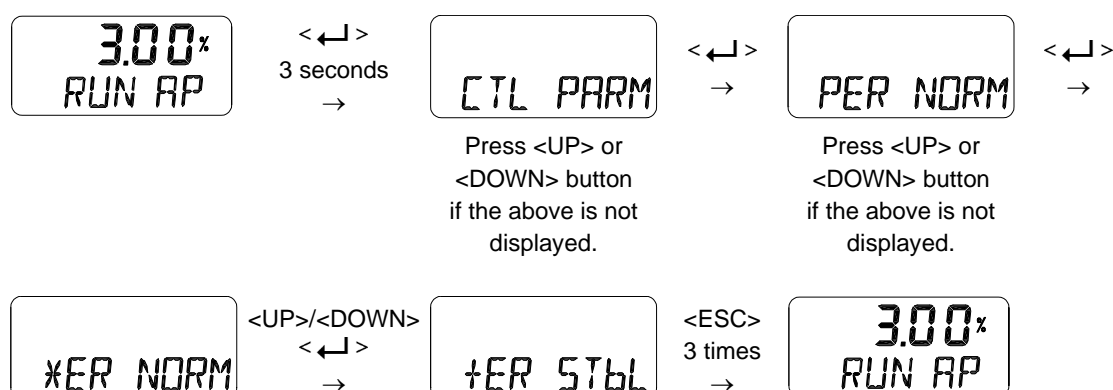 3.00%
RUN AP
<↵>
3 seconds
→
CTL PARM
Press <UP> or
<DOWN> button
if the above is not
displayed.
<↵>
→
PER NORM
Press <UP> or
<DOWN> button
if the above is not
displayed.
<↵>
→
*ER NORM
<UP>/<DOWN>
<↵>
→
+ER STbL
<ESC>
3 times
→
3.00%
RUN AP